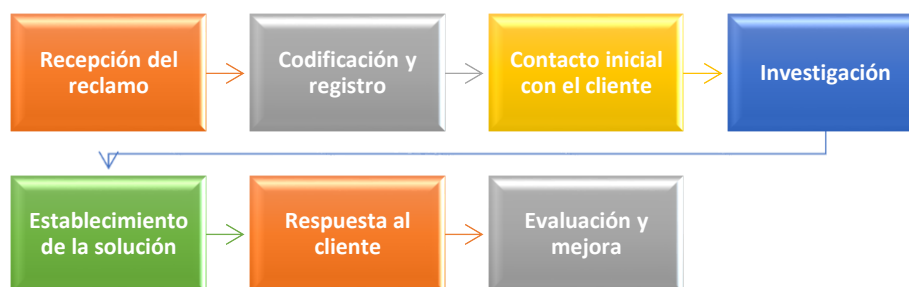 Recepción del
reclamo
Codificación y
registro
Contacto inicial
con el cliente
Investigación
Establecimiento
de la solución
Respuesta al
cliente
Evaluación y
mejora